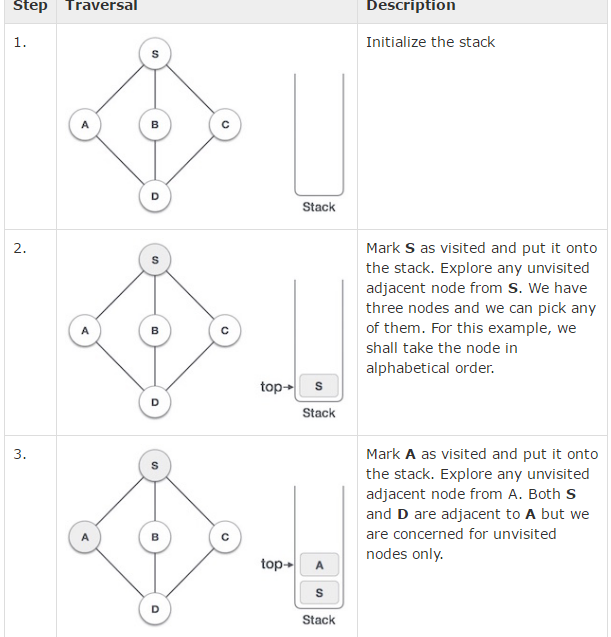 Step Traversal Description
1.
S
A B C
D
Stack
Initialize the stack
2.
S
A B C
D
top S
Stack
Mark S as visited and put it onto
the stack. Explore any unvisited
adjacent node from S. We have
three nodes and we can pick any
of them. For this example, we
shall take the node in
alphabetical order.
3.
S
A B C
D
top A
S
Stack
Mark A as visited and put it onto
the stack. Explore any unvisited
adjacent node from A. Both S
and D are adjacent to A but we
are concerned for unvisited
nodes only.